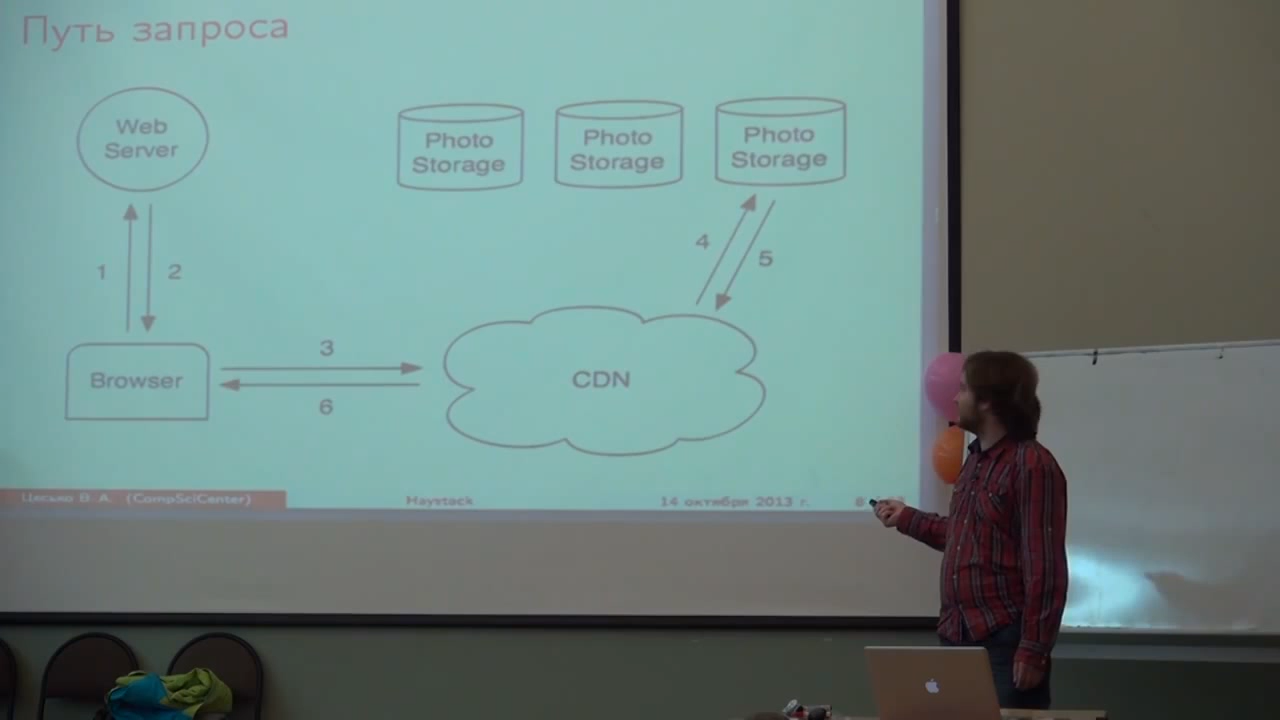 Путь запроса
Web
Server
Photo
Storage
Photo
Storage
Photo
Storage
1
2
4
5
3
6
Browser
CDN
В. А. (CompSciCenter)
Haystack
14 октября 2013 г.